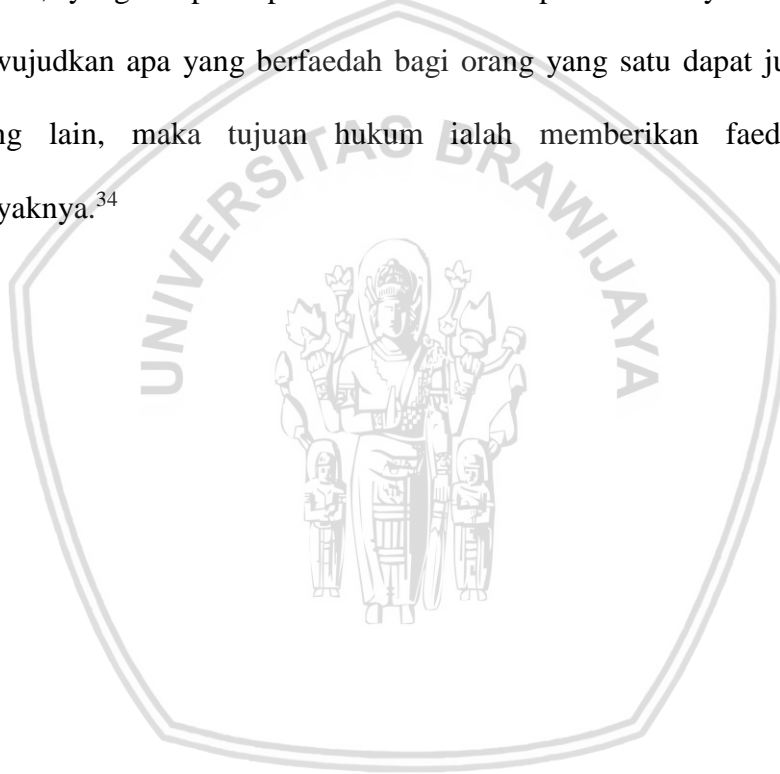 wujudkan apa yang berfaedah bagi orang yang satu dapat ju
ng lain, maka tujuan hukum ialah memberikan faed
yaknya.³⁴
UNIVERSITAS BRAWIJAYA